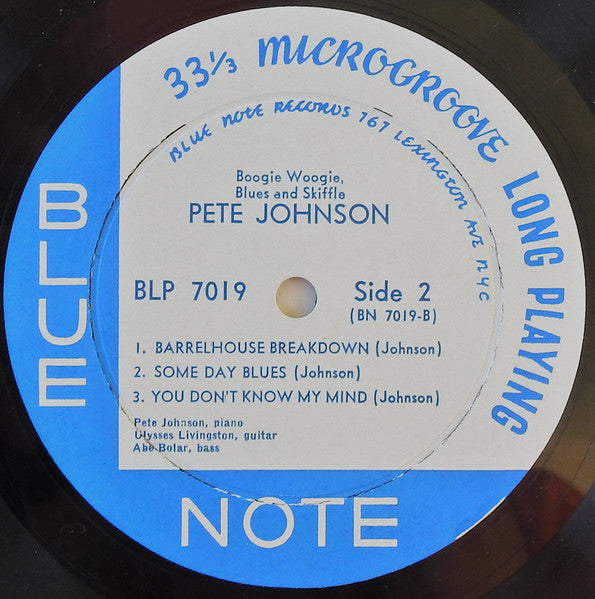 33⅓ MICROGROOVE LONG PLAYING
BLUE NOTE RECORDS 767 LEXINGTON AVE NYC
Boogie Woogie,
Blues and Skiffle
PETE JOHNSON
BLP 7019 Side 2
(BN 7019-B)
1. BARRELHOUSE BREAKDOWN (Johnson)
2. SOME DAY BLUES (Johnson)
3. YOU DON'T KNOW MY MIND (Johnson)
Pete Johnson, piano
Ulysses Livingston, guitar
Abe Bolar, bass
BLUE
NOTE